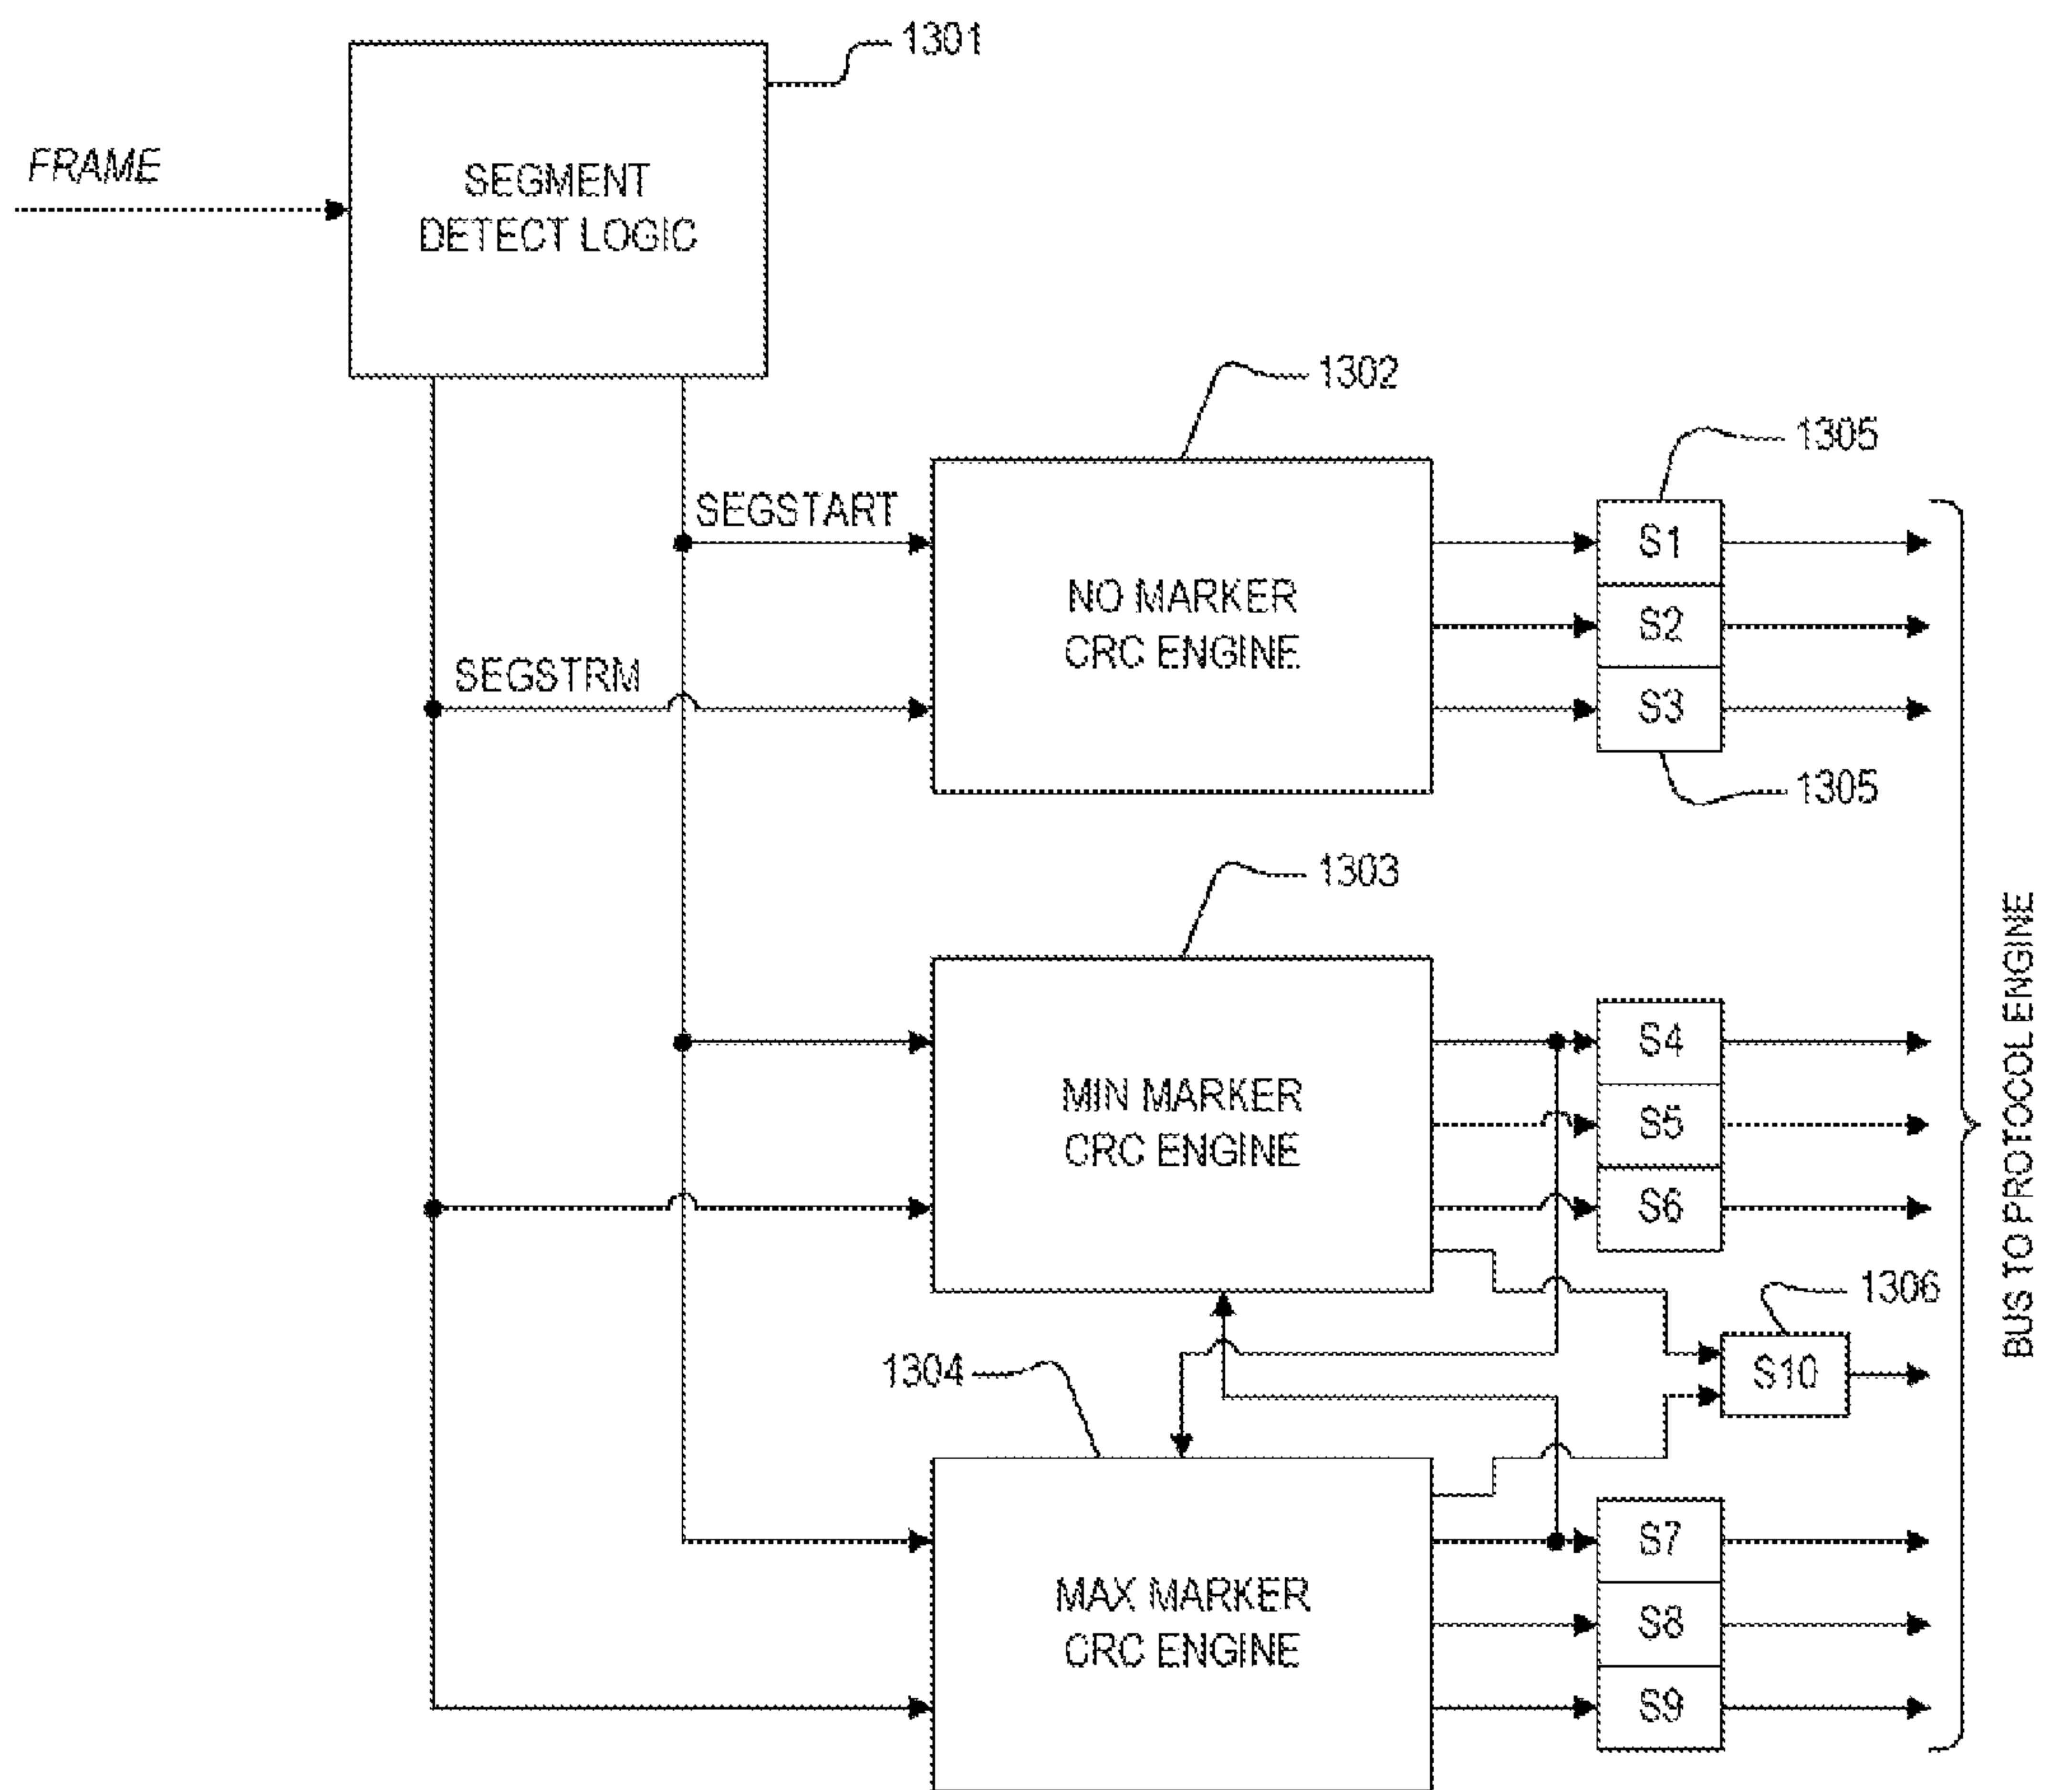 1301
FRAME
SEGMENT
DETECT LOGIC
1302
1305
SEGSTART
S1
NO MARKER
CRC ENGINE
S2
SEGSTRM
S3
1305
1303
S4
MIN MARKER
CRC ENGINE
S5
S6
BUS TO PROTOCOL ENGINE
1306
1304
S10
S7
MAX MARKER
CRC ENGINE
S8
S9